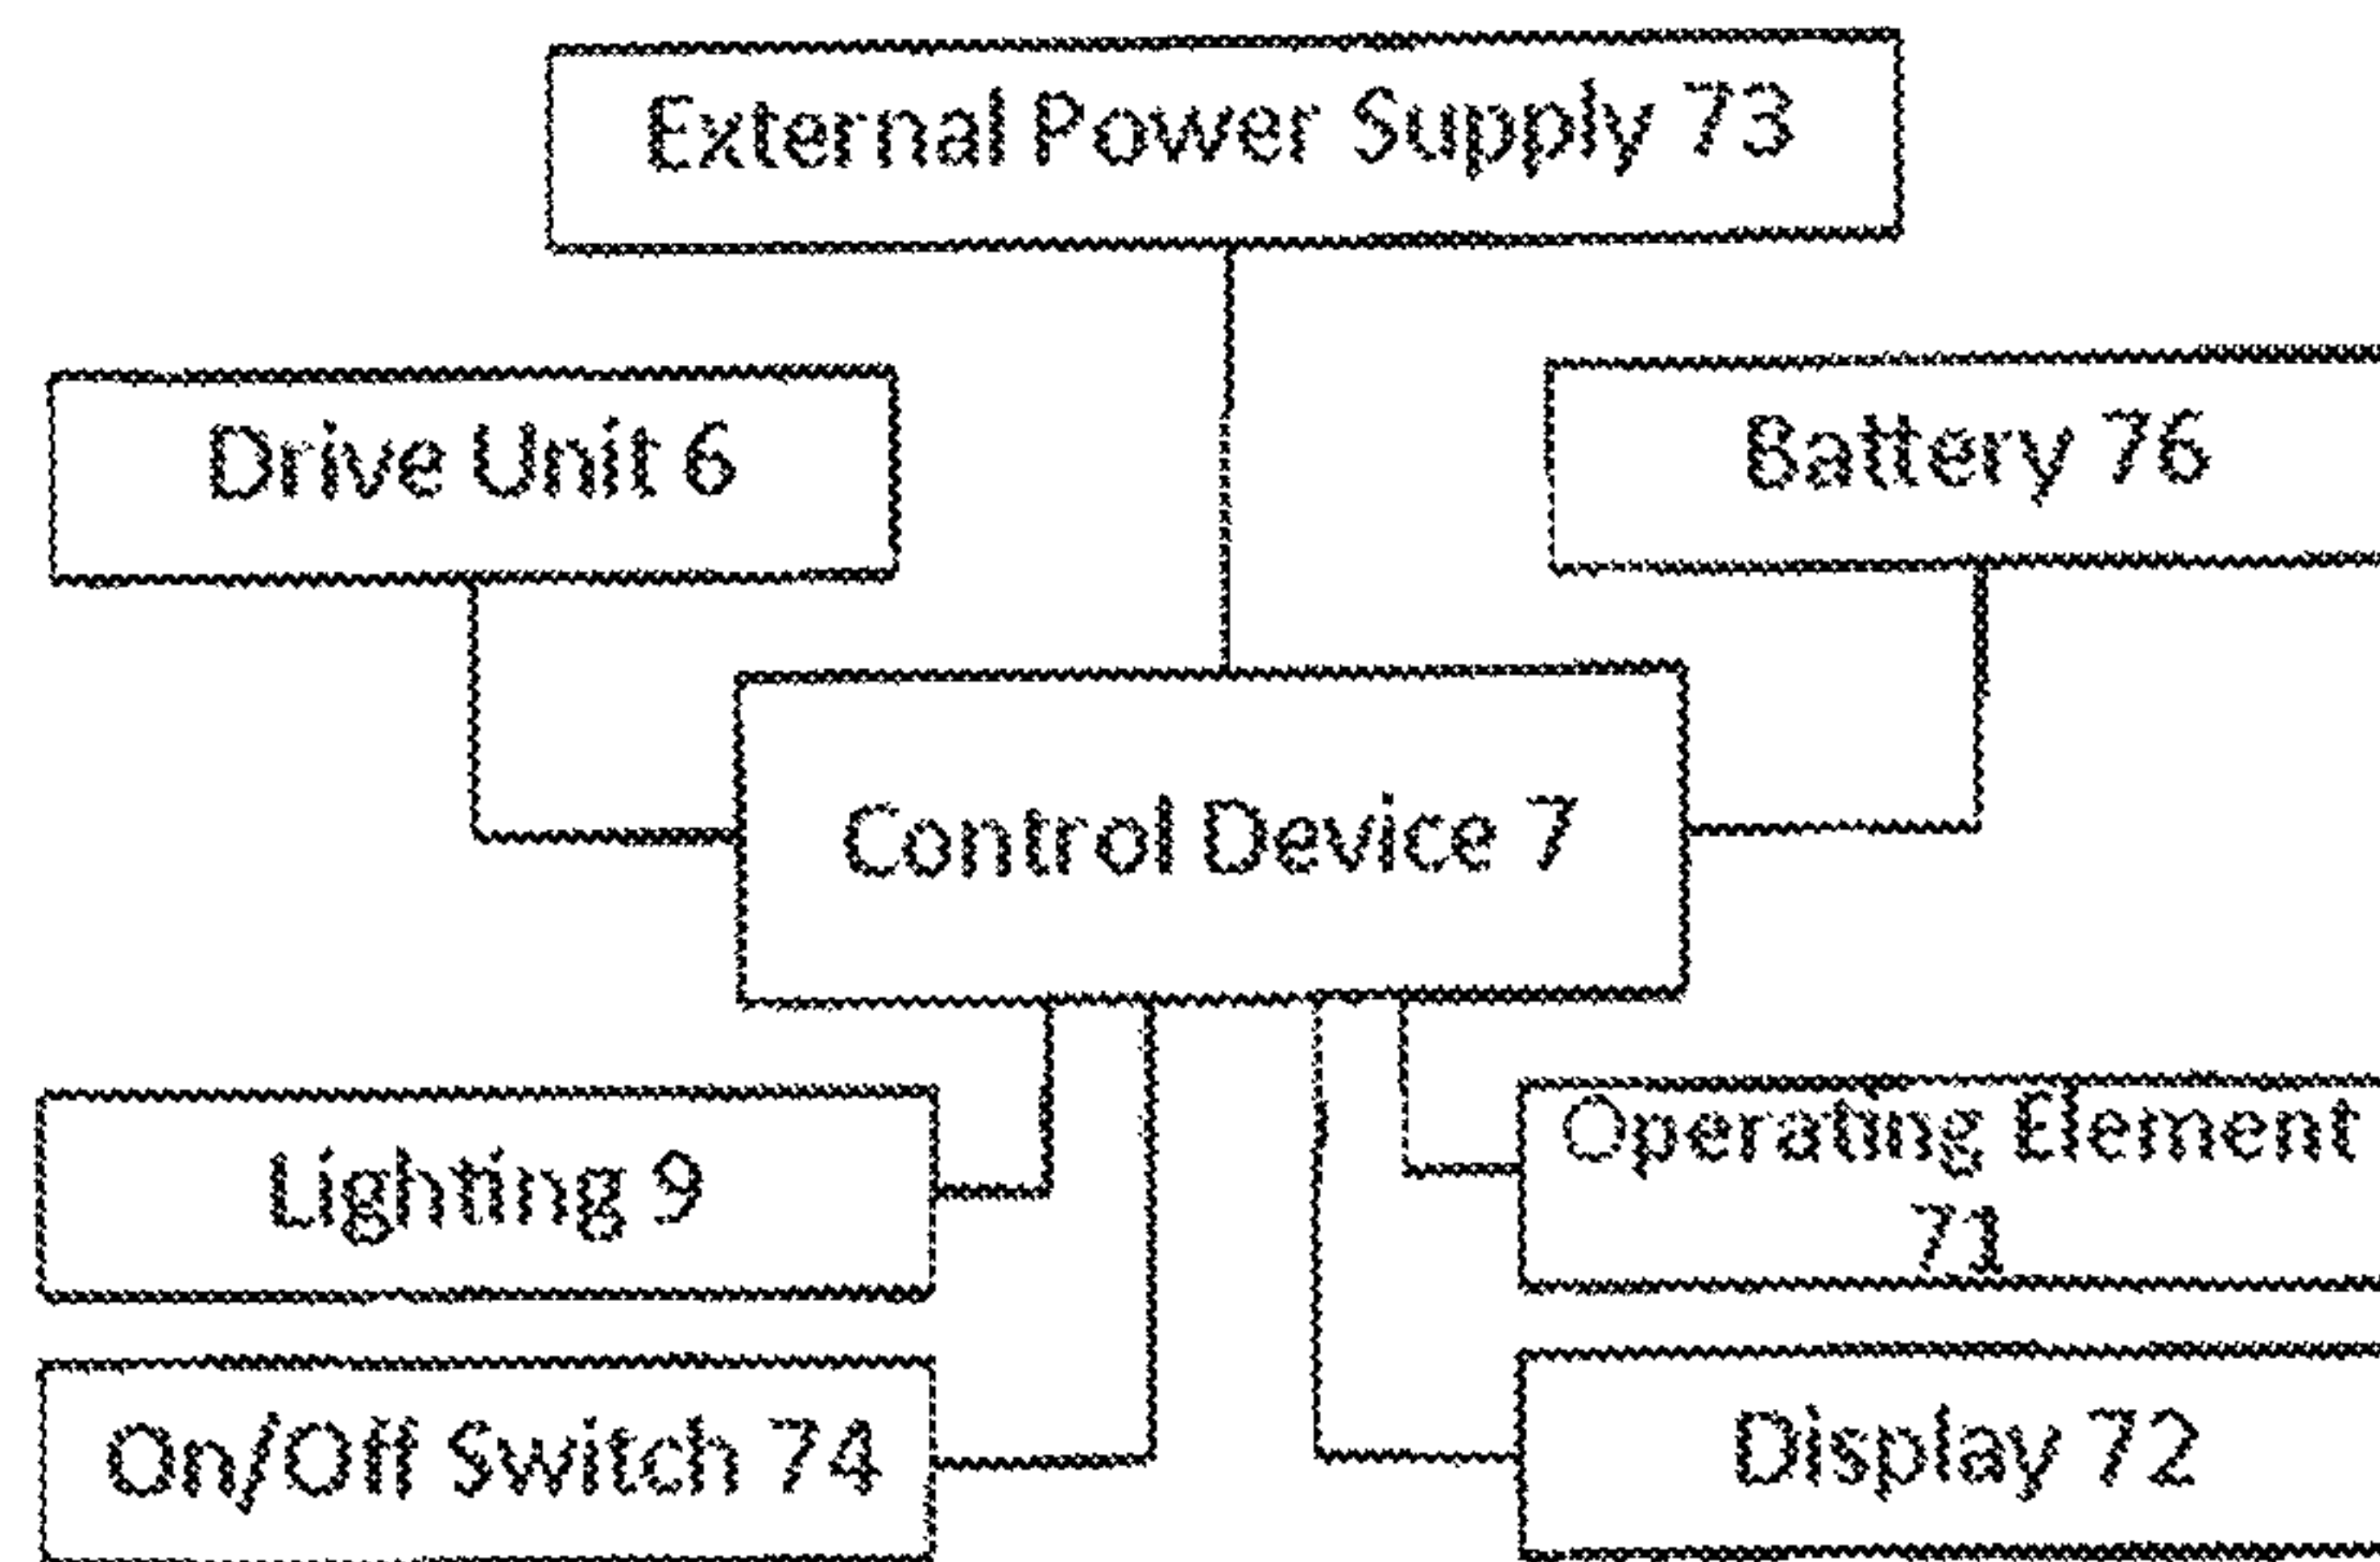 External Power Supply 73
Drive Unit 6
Battery 76
Control Device 7
Lighting 9
Operating Element
71
On/Off Switch 74
Display 72